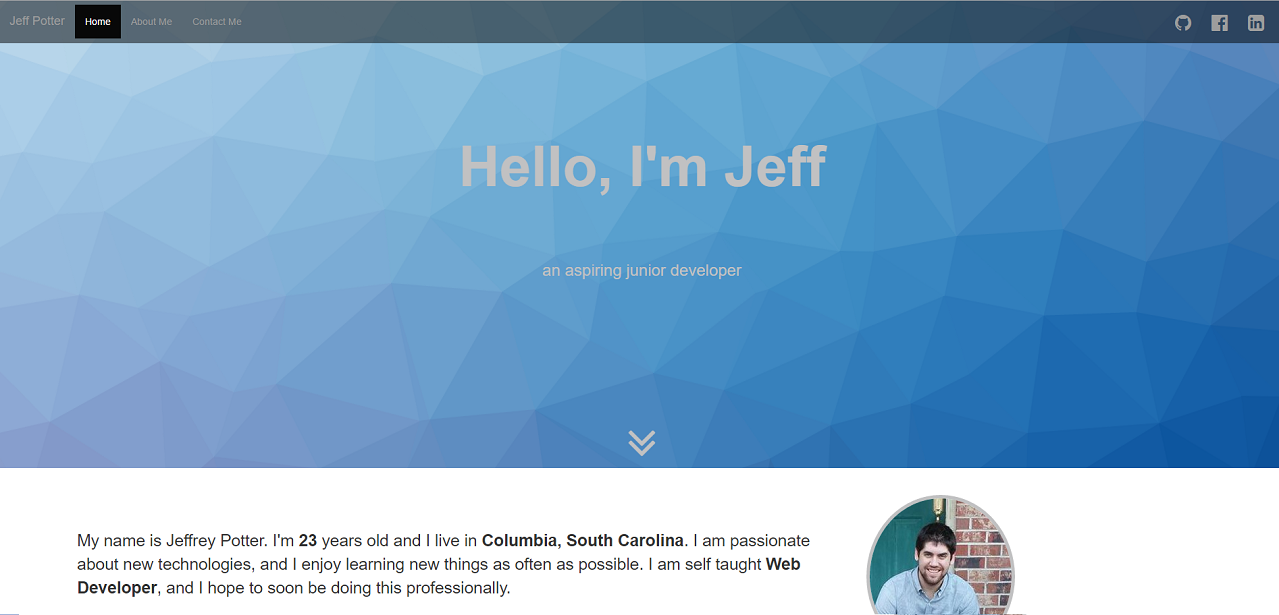 Jeff Potter Home About Me Contact Me
Hello, I'm Jeff
an aspiring junior developer
My name is Jeffrey Potter. I'm 23 years old and I live in Columbia, South Carolina. I am passionate
about new technologies, and I enjoy learning new things as often as possible. I am self taught Web
Developer, and I hope to soon be doing this professionally.